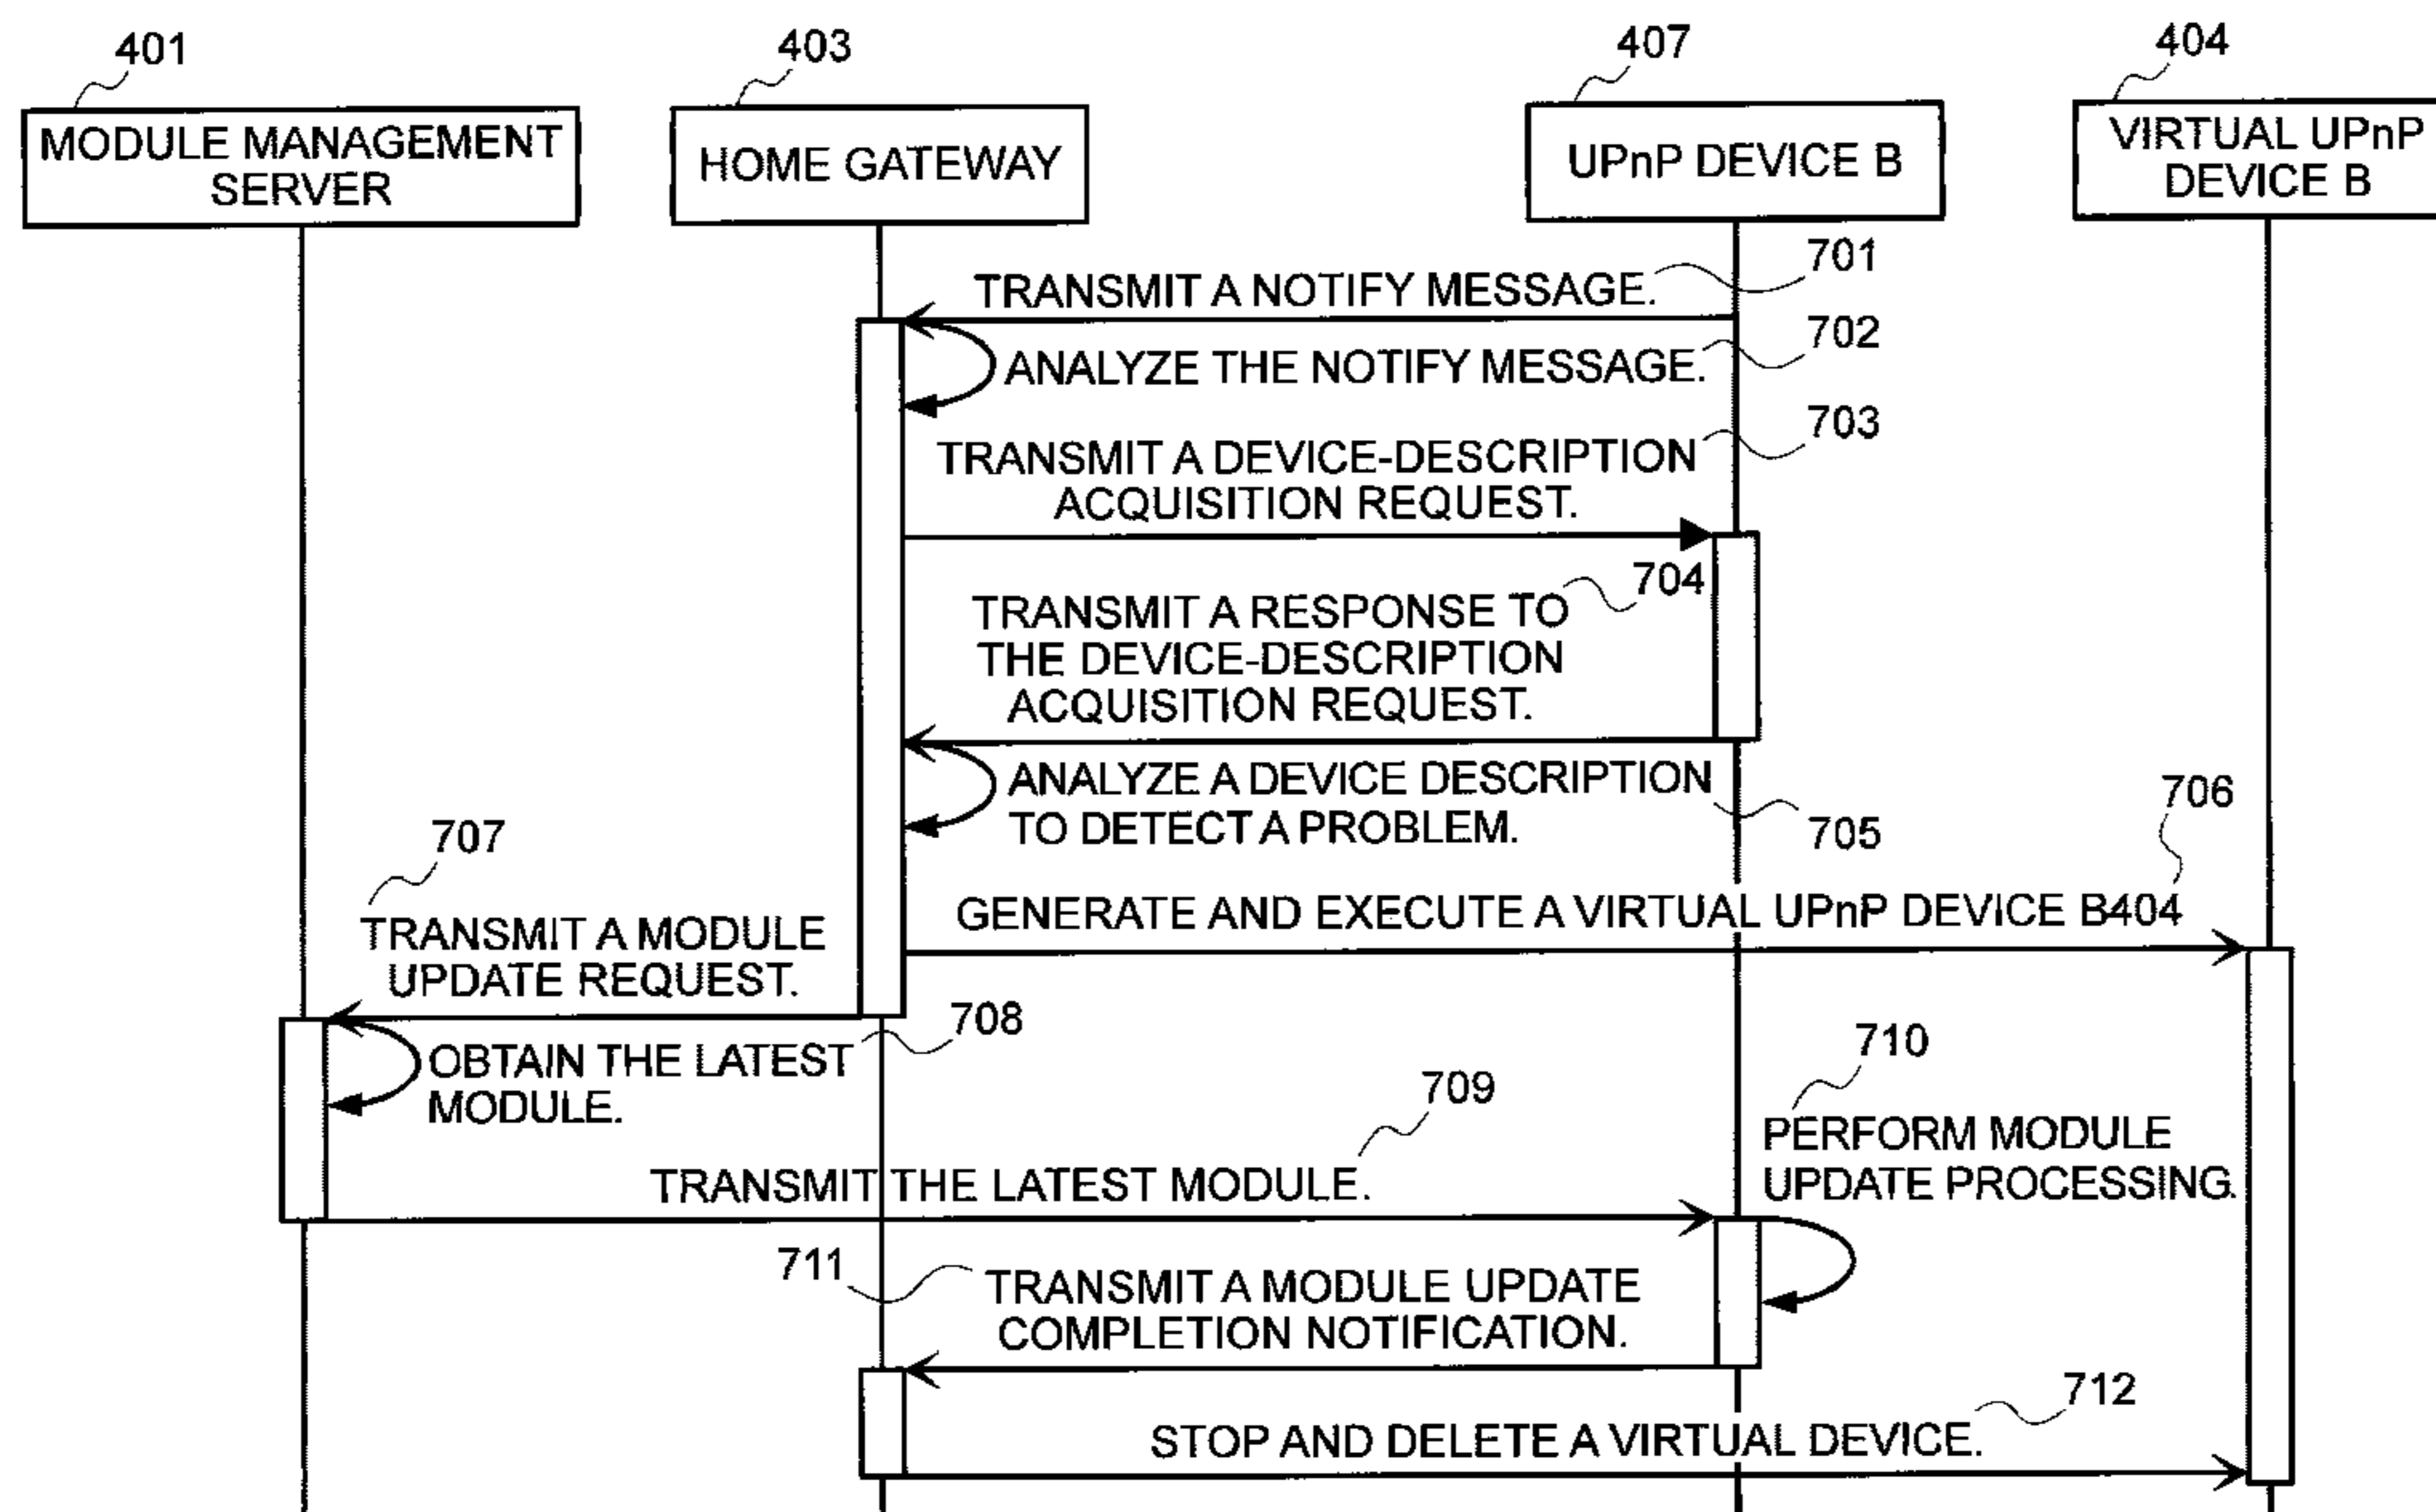 401
403
407
404
MODULE MANAGEMENT
SERVER
HOME GATEWAY
UPnP DEVICE B
VIRTUAL UPnP
DEVICE B
701
TRANSMIT A NOTIFY MESSAGE.
702
ANALYZE THE NOTIFY MESSAGE.
703
TRANSMIT A DEVICE-DESCRIPTION
ACQUISITION REQUEST.
704
TRANSMIT A RESPONSE TO
THE DEVICE-DESCRIPTION
ACQUISITION REQUEST.
ANALYZE A DEVICE DESCRIPTION
TO DETECT A PROBLEM.
705
706
GENERATE AND EXECUTE A VIRTUAL UPnP DEVICE B404
707
TRANSMIT A MODULE
UPDATE REQUEST.
708
OBTAIN THE LATEST
MODULE.
709
TRANSMIT THE LATEST MODULE.
710
PERFORM MODULE
UPDATE PROCESSING.
711
TRANSMIT A MODULE UPDATE
COMPLETION NOTIFICATION.
712
STOP AND DELETE A VIRTUAL DEVICE.